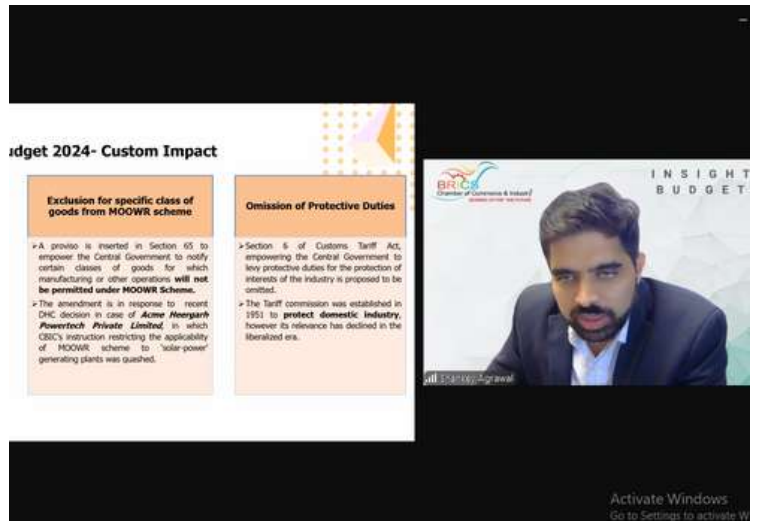 udget 2024- Custom Impact
Exclusion for specific class of
goods from MOOWR scheme
➢ A proviso is inserted in Section 65 to
empower the Central Government to notify
certain classes of goods for which
manufacturing or other operations will not
be permitted under MOOWR Scheme.
➢ The amendment is in response to recent
DHC decision in case of Acme Heergarh
Powertech Private Limited, in which
CBIC's instruction restricting the applicability
of MOOWR scheme to 'solar-power'
generating plants was quashed.
Omission of Protective Duties
➢ Section 6 of Customs Tariff Act,
empowering the Central Government to
levy protective duties for the protection of
interests of the industry is proposed to be
omitted.
➢ The Tariff commission was established in
1951 to protect domestic industry,
however its relevance has declined in the
liberalized era.
BRICS
Chamber of Commerce & Industry
INSIGHT
BUDGET
Shankey Agrawal
Activate Windows
Go to Settings to activate W